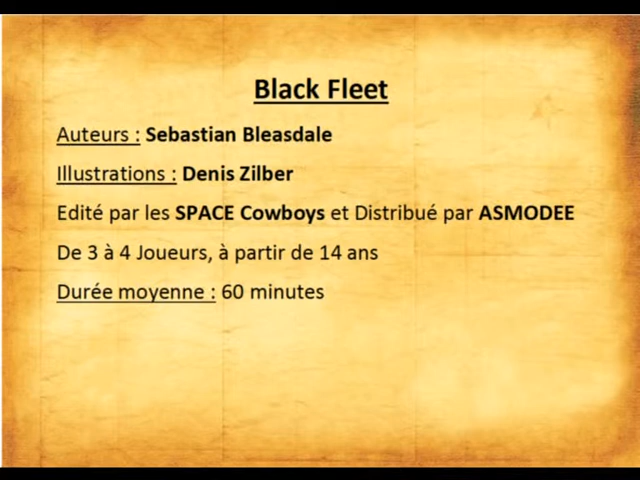 Black Fleet
Auteurs : Sebastian Bleasdale
Illustrations : Denis Zilber
Edité par les SPACE Cowboys et Distribué par ASMODEE
De 3 à 4 Joueurs, à partir de 14 ans
Durée moyenne : 60 minutes